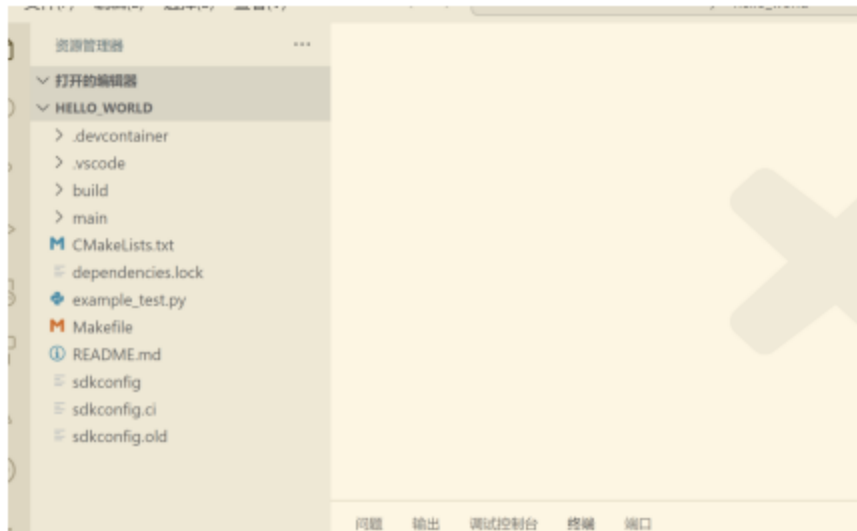 资源管理器
打开的编辑器
HELLO_WORLD
.devcontainer
.vscode
build
main
CMakeLists.txt
dependencies.lock
example_test.py
Makefile
README.md
sdkconfig
sdkconfig.ci
sdkconfig.old
问题 输出 调试控制台 终端 端口